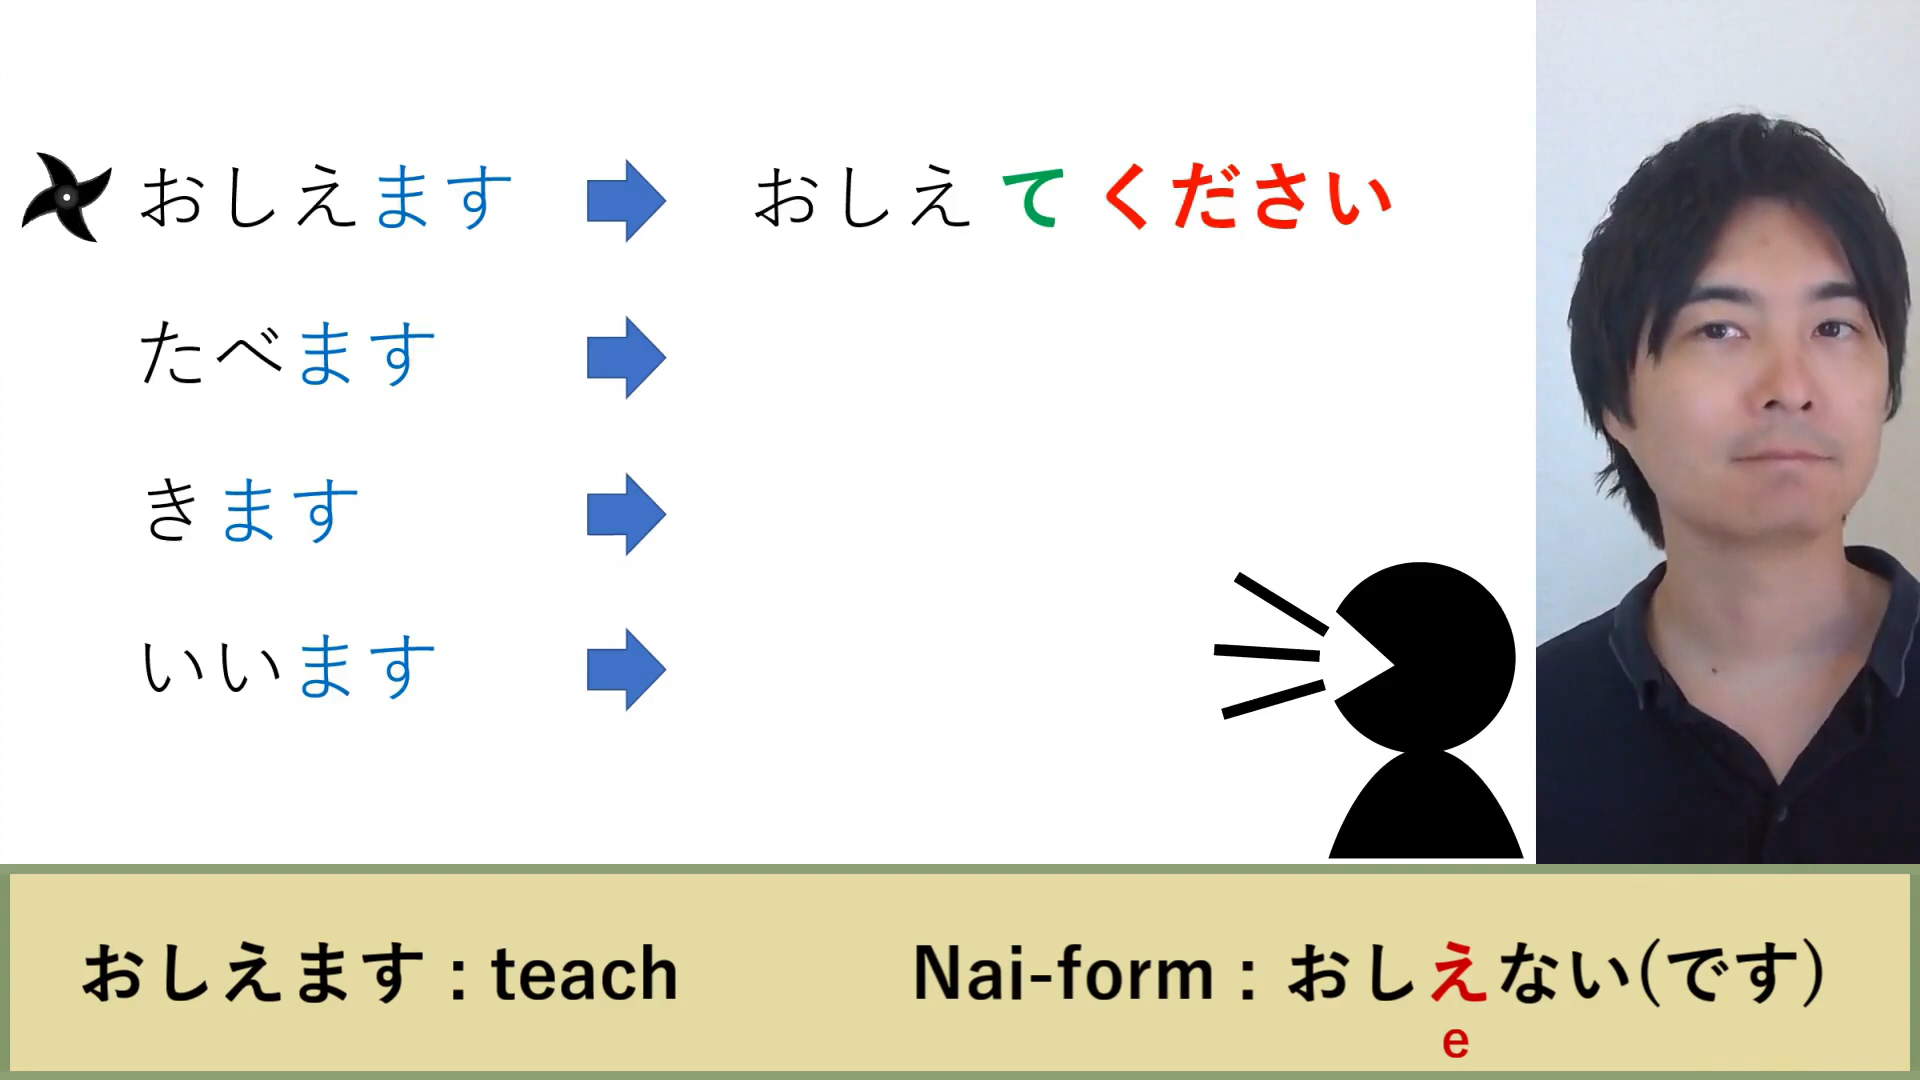 おしえます おしえ て ください
たべます
きます
いいます
おしえます : teach Nai-form : おしえない(です)
e